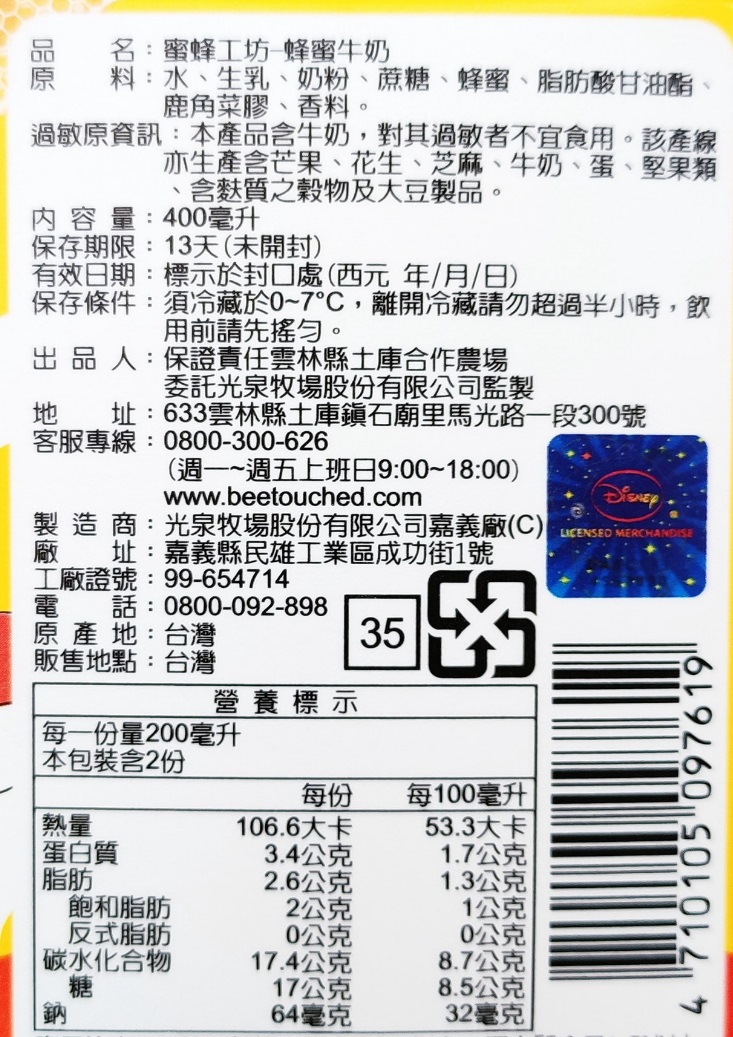 品名：蜜蜂工坊-蜂蜜牛奶
原料：水、生乳、奶粉、蔗糖、蜂蜜、脂肪酸甘油酯、
鹿角菜膠、香料。
過敏原資訊：本產品含牛奶，對其過敏者不宜食用。該產線
亦生產含芒果、花生、芝麻、牛奶、蛋、堅果類
、含麩質之穀物及大豆製品。
內容量：400毫升
保存期限：13天(未開封)
有效日期：標示於封口處(西元 年/月/日)
保存條件：須冷藏於0~7°C，離開冷藏請勿超過半小時，飲
用前請先搖勻。
出品人：保證責任雲林縣土庫合作農場
委託光泉牧場股份有限公司監製
地址：633雲林縣土庫鎮石廟里馬光路一段300號
客服專線：0800-300-626
(週一~週五上班日9:00~18:00)
www.beetouched.com
Disney
LICENSED MERCHANDISE
製造商：光泉牧場股份有限公司嘉義廠(C)
廠址：嘉義縣民雄工業區成功街1號
工廠證號：99-654714
電話：0800-092-898
原產地：台灣
販售地點：台灣
35
營養標示
每一份量200毫升
本包裝含2份
每份 每100毫升
熱量 106.6大卡 53.3大卡
蛋白質 3.4公克 1.7公克
脂肪 2.6公克 1.3公克
飽和脂肪 2公克 1公克
反式脂肪 0公克 0公克
碳水化合物 17.4公克 8.7公克
糖 17公克 8.5公克
鈉 64毫克 32毫克
4 710105 097619